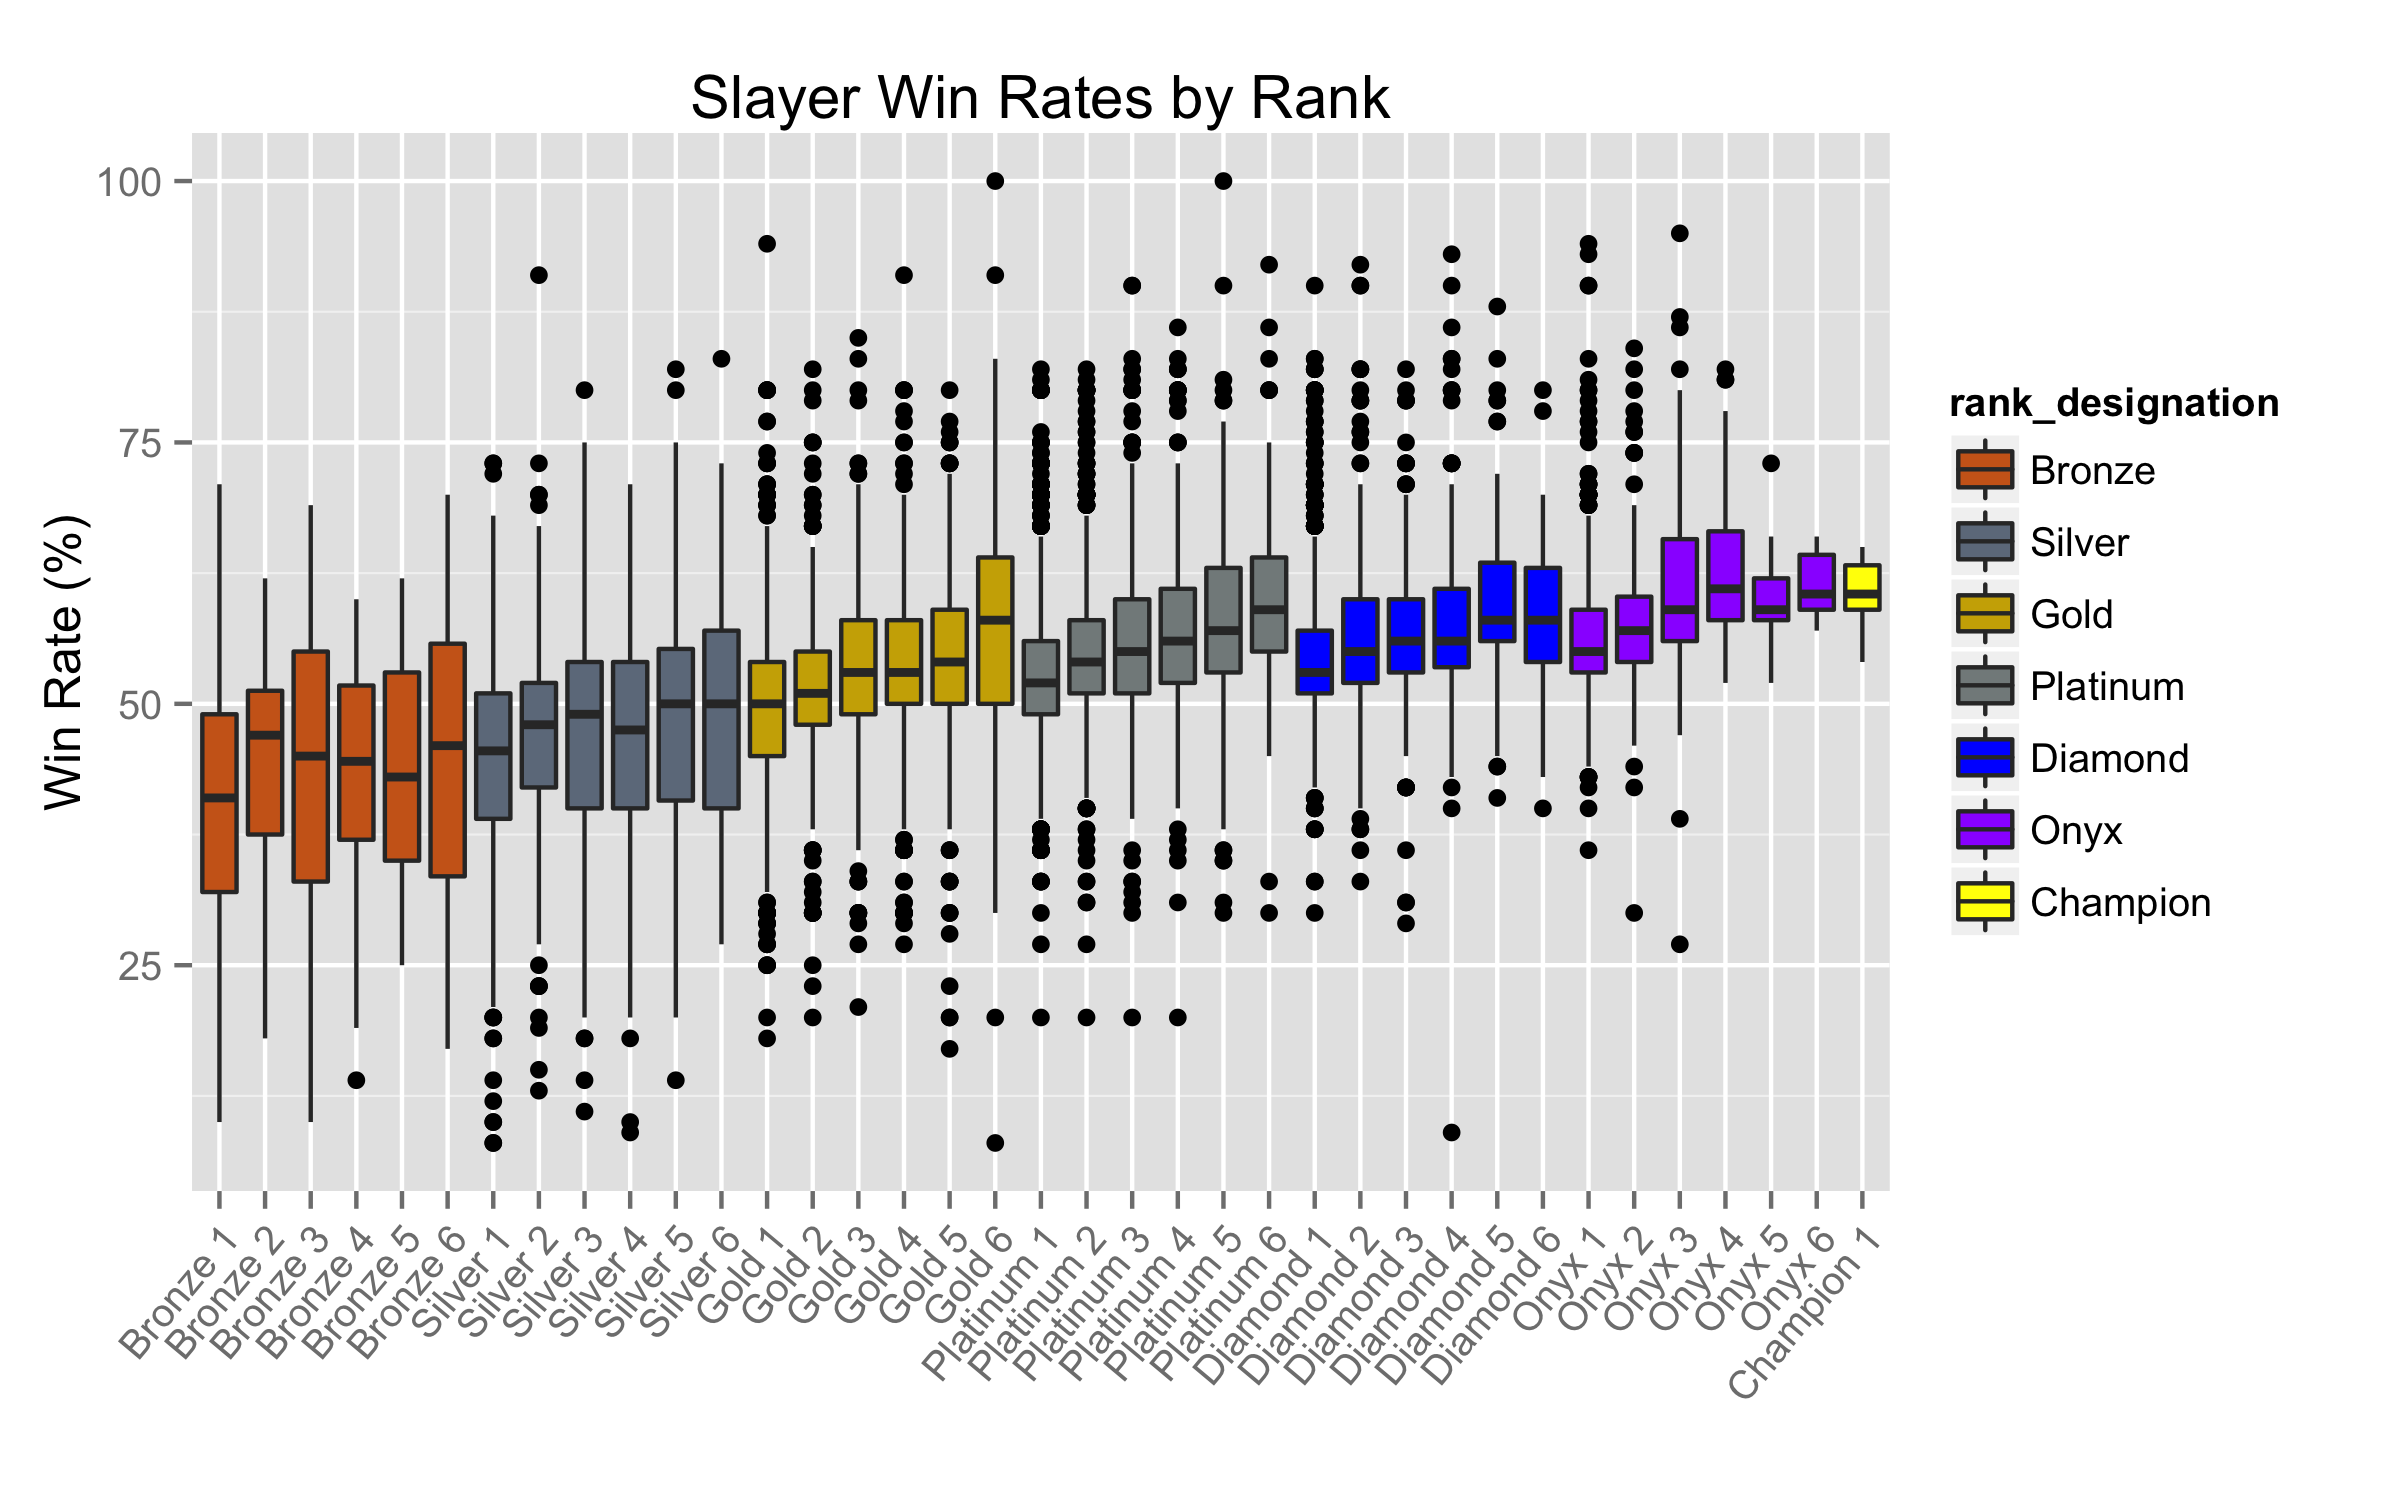 Slayer Win Rates by Rank
Win Rate (%)
100
75
50
25
Bronze 1
Bronze 2
Bronze 3
Bronze 4
Bronze 5
Bronze 6
Silver 1
Silver 2
Silver 3
Silver 4
Silver 5
Silver 6
Gold 1
Gold 2
Gold 3
Gold 4
Gold 5
Gold 6
Platinum 1
Platinum 2
Platinum 3
Platinum 4
Platinum 5
Platinum 6
Diamond 1
Diamond 2
Diamond 3
Diamond 4
Diamond 5
Diamond 6
Onyx 1
Onyx 2
Onyx 3
Onyx 4
Onyx 5
Onyx 6
Champion 1
rank_designation
Bronze
Silver
Gold
Platinum
Diamond
Onyx
Champion